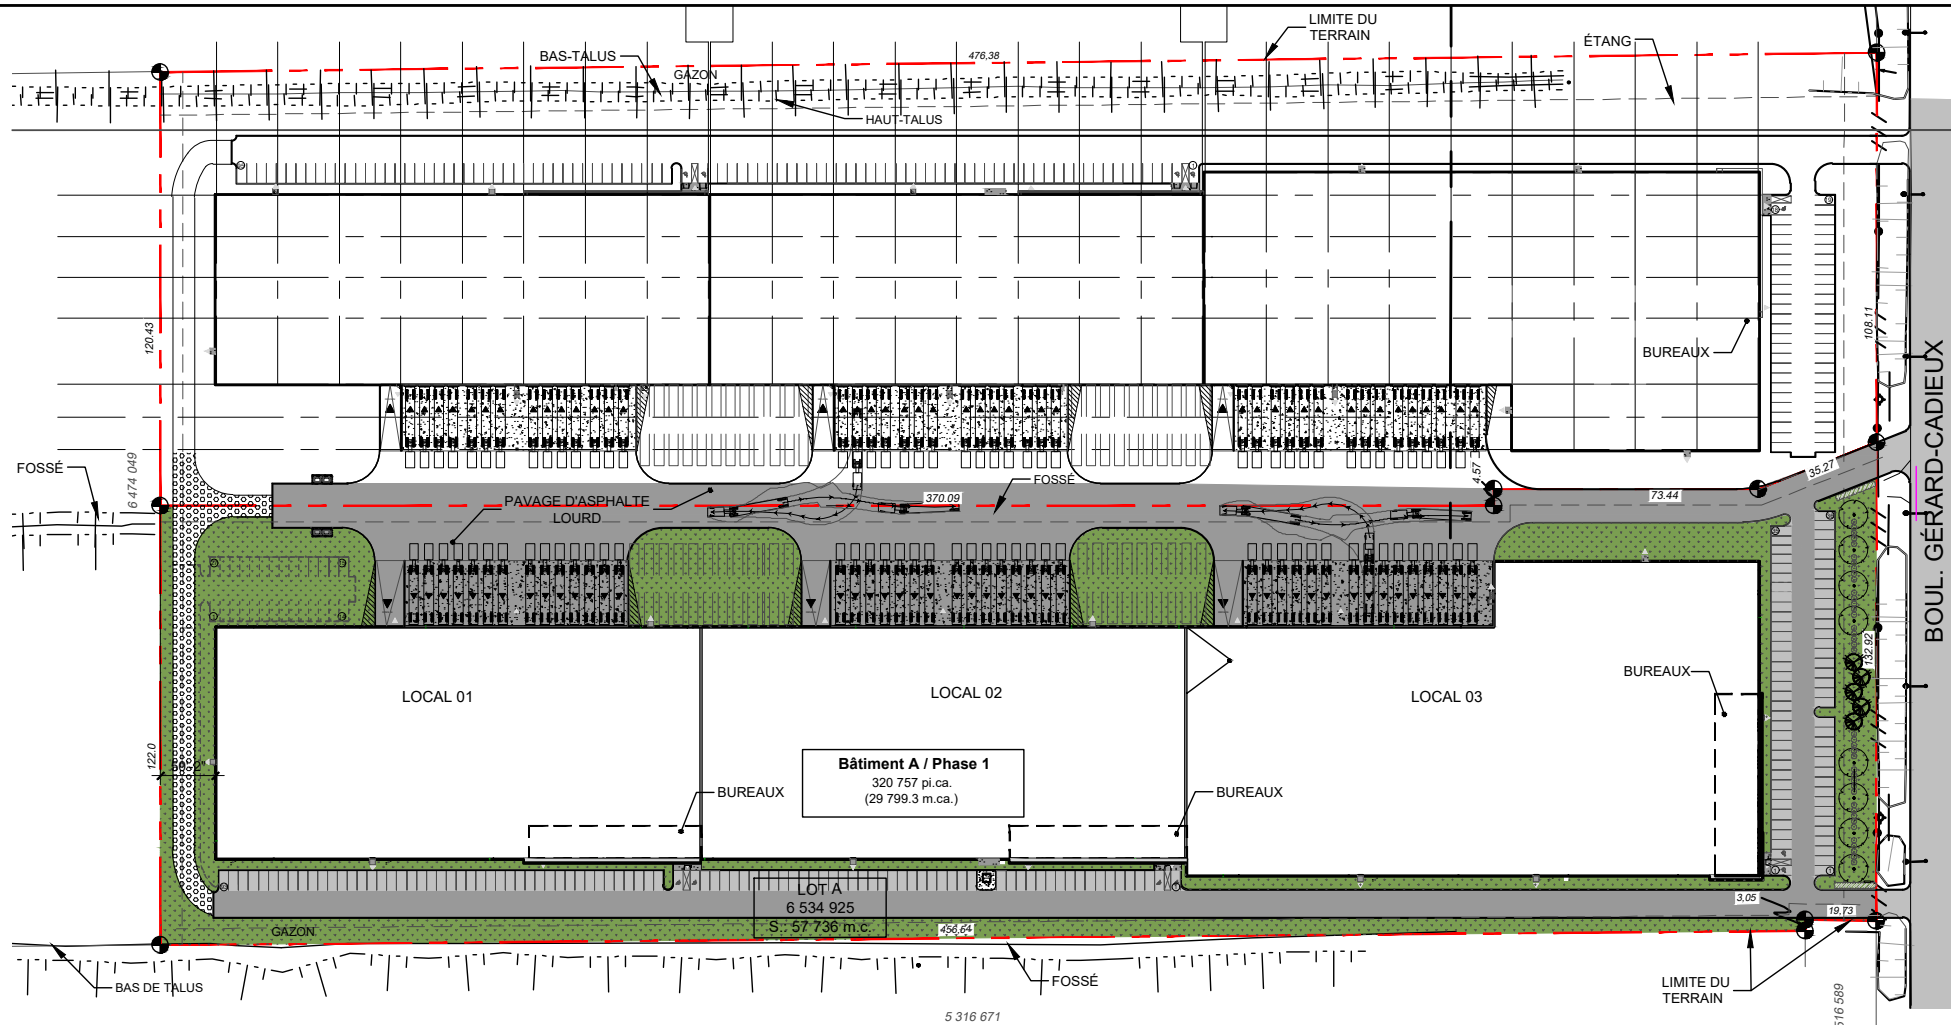 LIMITE DU
TERRAIN
ÉTANG
BAS-TALUS
476,38
GAZON
HAUT-TALUS
120.43
108.11
BUREAUX
BOUL. GÉRARD-CADIEUX
FOSSÉ
6 474 049
4.57
35.27
FOSSÉ
PAVAGE D'ASPHALTE
LOURD
370.09
73.44
132.92
BUREAUX
LOCAL 01
LOCAL 02
LOCAL 03
122.0
Bâtiment A / Phase 1
320 757 pi.ca.
(29 799.3 m.ca.)
BUREAUX
BUREAUX
LOT A
6 534 925
S.: 57 736 m.c.
3,05
19,73
GAZON
456,64
BAS DE TALUS
FOSSÉ
LIMITE DU
TERRAIN
5 316 671